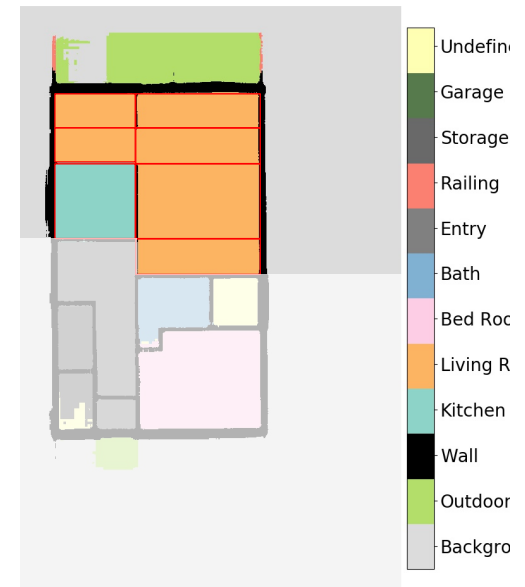 Undefine
Garage
Storage
Railing
Entry
Bath
Bed Roo
Living R
Kitchen
Wall
Outdoor
Backgro